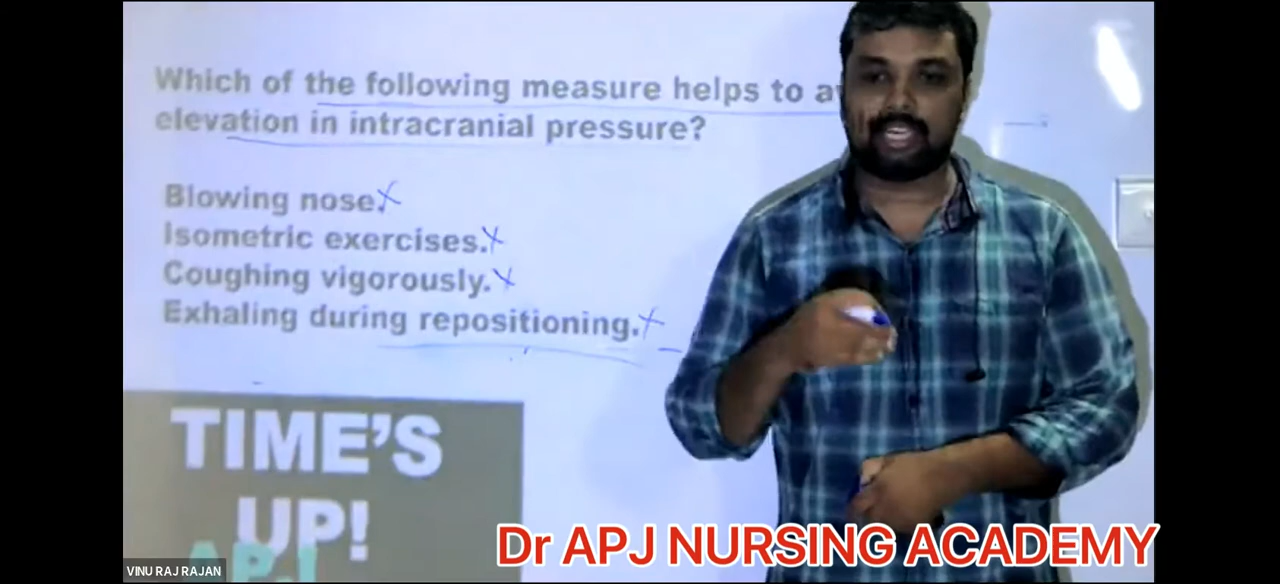 Which of the following measure helps to
elevation in intracranial pressure?
Blowing nose.
Isometric exercises.
Coughing vigorously.
Exhaling during repositioning.
TIME'S
UP!
APJ
Dr APJ NURSING ACADEMY
VINU RAJ RAJAN